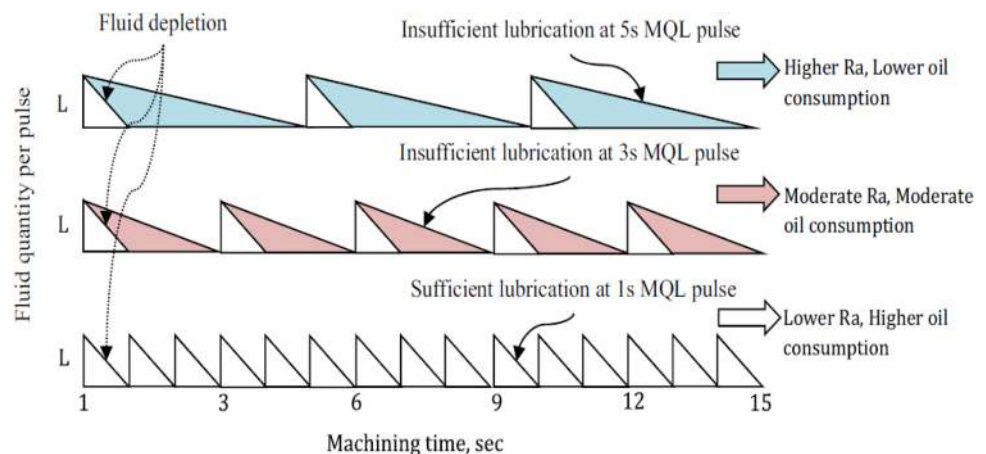 Fluid depletion
Insufficient lubrication at 5s MQL pulse
L
Higher Ra, Lower oil
consumption
Insufficient lubrication at 3s MQL pulse
L
Moderate Ra, Moderate
oil consumption
Sufficient lubrication at 1s MQL pulse
L
Lower Ra, Higher oil
consumption
Fluid quantity per pulse
1 3 6 9 12 15
Machining time, sec